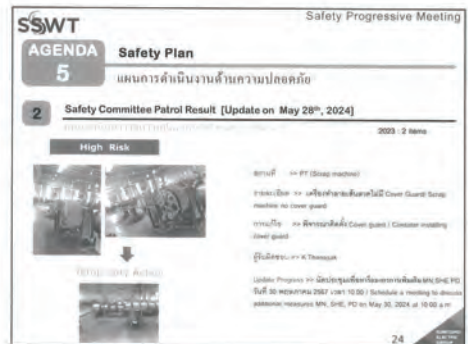 SSWT
Safety Progressive Meeting
AGENDA
5
Safety Plan
แผนการดำเนินงานด้านความปลอดภัย
2
Safety Committee Patrol Result [Update on May 28th, 2024]
2023 : 2 items
High Risk
สถานที่ >> PT (Scrap machine)
รายละเอียด >> เครื่องทำลายเส้นลวดไม่มี Cover Guard/ Scrap
machine no cover guard
การแก้ไข >> พิจารณาติดตั้ง Cover guard / Consider installing
cover guard
ผู้รับผิดชอบ >> K.
Update Progress >> นัดประชุมเพื่อหารือมาตรการเพิ่มเติม MN, SHE, PD
วันที่ 30 พฤษภาคม 2567 เวลา 10.00 / Schedule a meeting to discuss
additional measures MN, SHE, PD on May 30, 2024 at 10:00 a.m
24